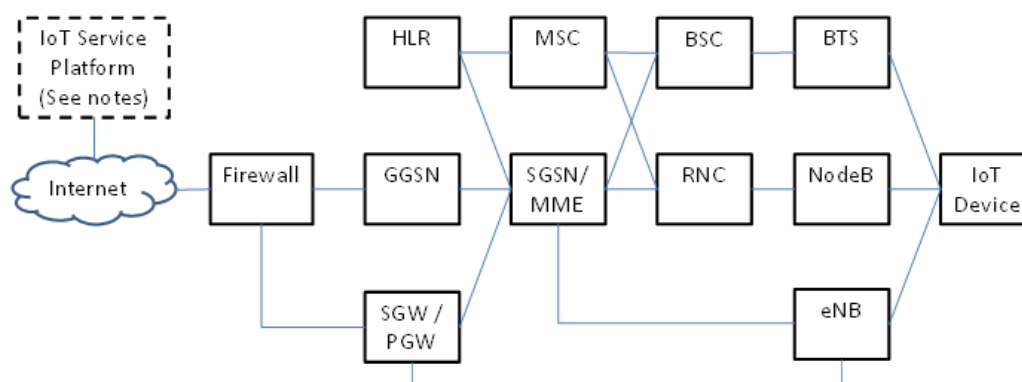 IoT Service
Platform
(See notes)
HLR
MSC
BSC
BTS
Internet
Firewall
GGSN
SGSN/
MME
RNC
NodeB
IoT
Device
SGW /
PGW
eNB